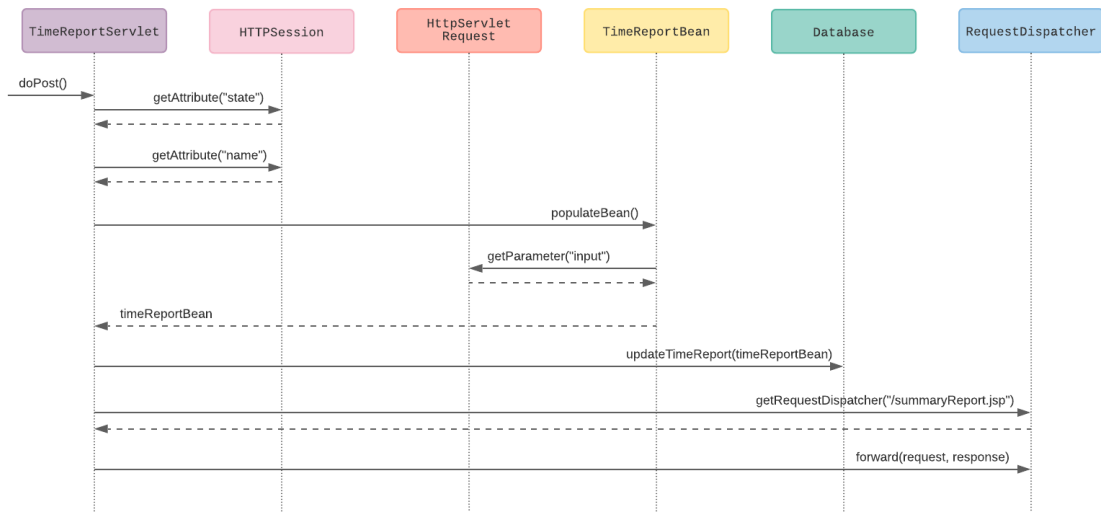 TimeReportServlet
HTTPSession
HttpServlet
Request
TimeReportBean
Database
RequestDispatcher
doPost()
getAttribute("state")
getAttribute("name")
populateBean()
getParameter("input")
timeReportBean
updateTimeReport(timeReportBean)
getRequestDispatcher("/summaryReport.jsp")
forward(request, response)